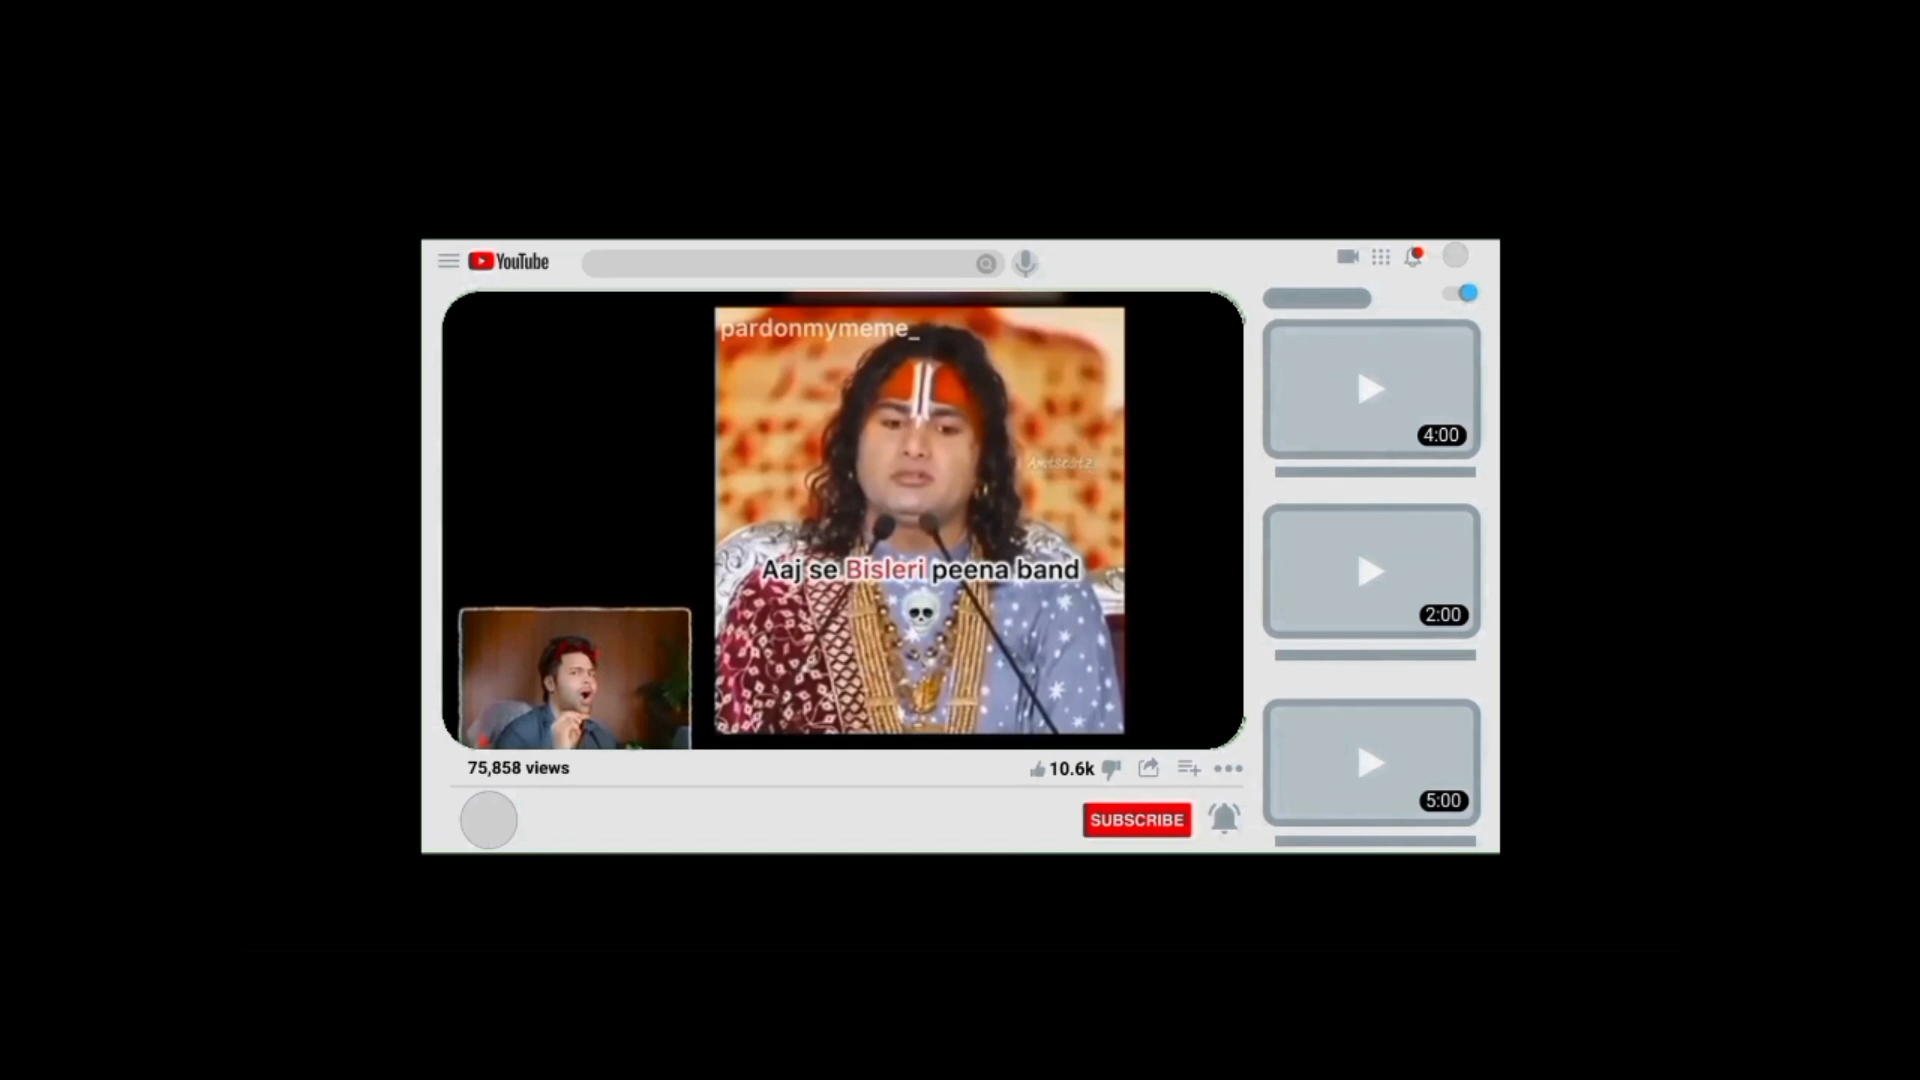 YouTube
pardonmymeme_
Aaj se Bisleri peena band
4:00
2:00
5:00
75,858 views
10.6k
SUBSCRIBE